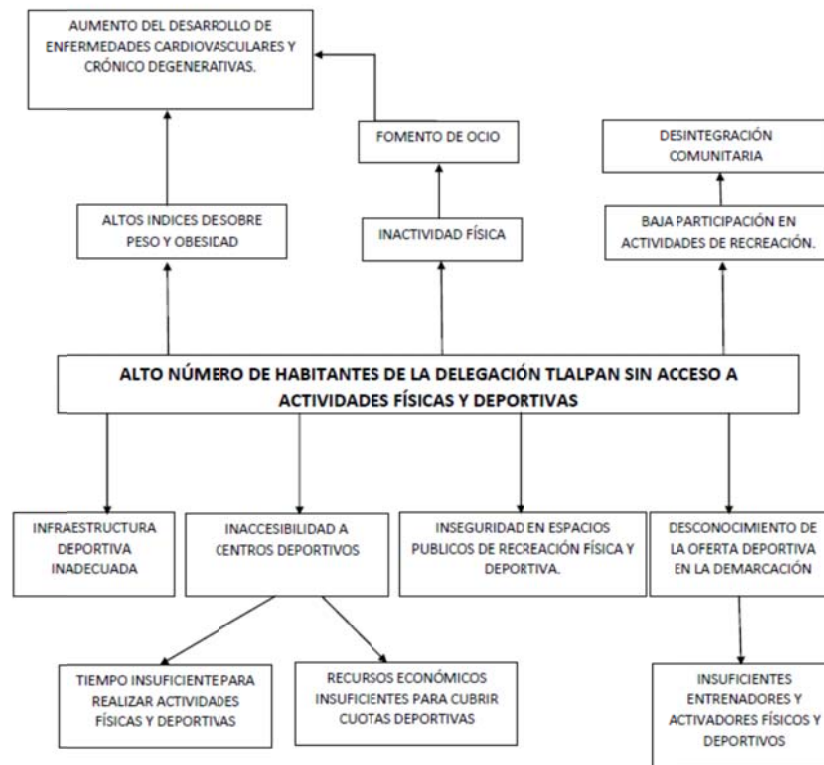 AUMENTO DEL DESARROLLO DE
ENFERMEDADES CARDIOVASCULARES Y
CRÓNICO DEGENERATIVAS.
FOMENTO DE OCIO
DESINTEGRACIÓN
COMUNITARIA
ALTOS INDICES DESOBRE
PESO Y OBESIDAD
INACTIVIDAD FÍSICA
BAJA PARTICIPACIÓN EN
ACTIVIDADES DE RECREACIÓN.
ALTO NÚMERO DE HABITANTES DE LA DELEGACIÓN TLALPAN SIN ACCESO A
ACTIVIDADES FÍSICAS Y DEPORTIVAS
INFRAESTRUCTURA
DEPORTIVA
INADECUADA
INACCESIBILIDAD A
CENTROS DEPORTIVOS
INSEGURIDAD EN ESPACIOS
PUBLICOS DE RECREACIÓN FÍSICA Y
DEPORTIVA.
DESCONOCIMIENTO DE
LA OFERTA DEPORTIVA
EN LA DEMARCACIÓN
TIEMPO INSUFICIENTE PARA
REALIZAR ACTIVIDADES
FÍSICAS Y DEPORTIVAS
RECURSOS ECONÓMICOS
INSUFICIENTES PARA CUBRIR
CUOTAS DEPORTIVAS
INSUFICIENTES
ENTRENADORES Y
ACTIVADORES FÍSICOS Y
DEPORTIVOS